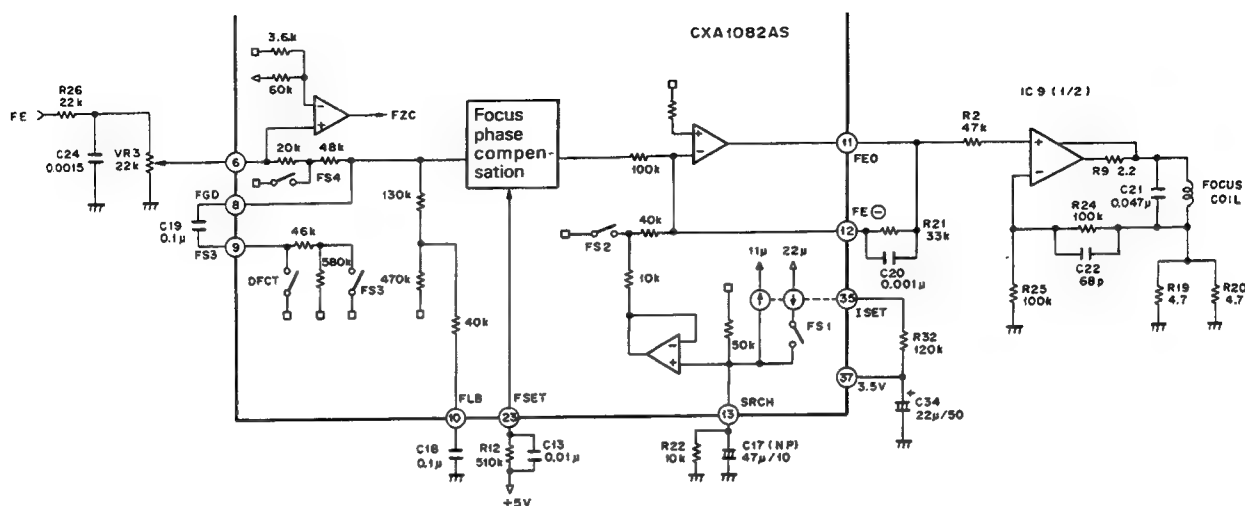 CXA1082AS
3.6k
60k
FZC
R26
22k
FE
C24
0.0015
VR3
22k
6
20k
48k
FS4
FGD
8
C19
0.1μ
FS3
9
46k
580k
DFCT
FS3
130k
470k
40k
Focus
phase
compen-
sation
100k
FS2
40k
10k
11μ
22μ
FS1
50k
11
FEO
12
FE ⊖
R21
33k
C20
0.001μ
35
ISET
R32
120k
37
3.5V
+
C34
22μ/50
R2
47k
IC9 (1/2)
R9 2.2
C21
0.047μ
FOCUS
COIL
R24
100k
C22
68p
R25
100k
R19
4.7
R20
4.7
FLB
10
FSET
23
SRCH
13
C18
0.1μ
R12
510k
C13
0.01μ
+5V
R22
10k
C17 (NP)
47μ/10